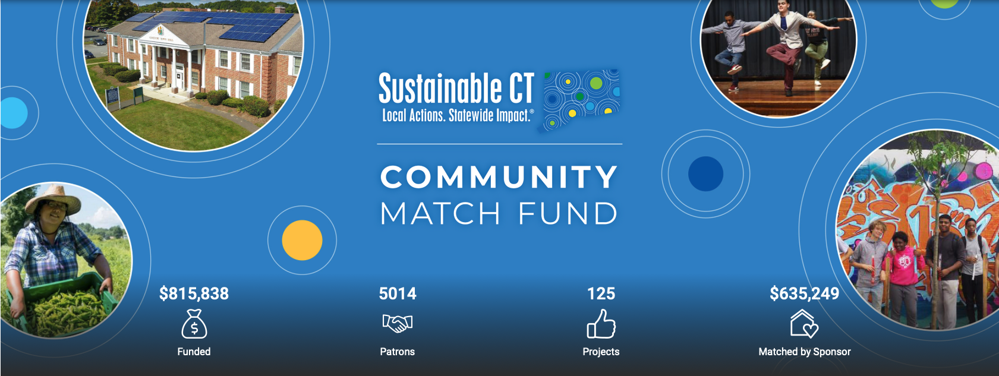 Sustainable CT
Local Actions. Statewide Impact.®
COMMUNITY
MATCH FUND
$815,838
5014
125
$635,249
Funded
Patrons
Projects
Matched by Sponsor